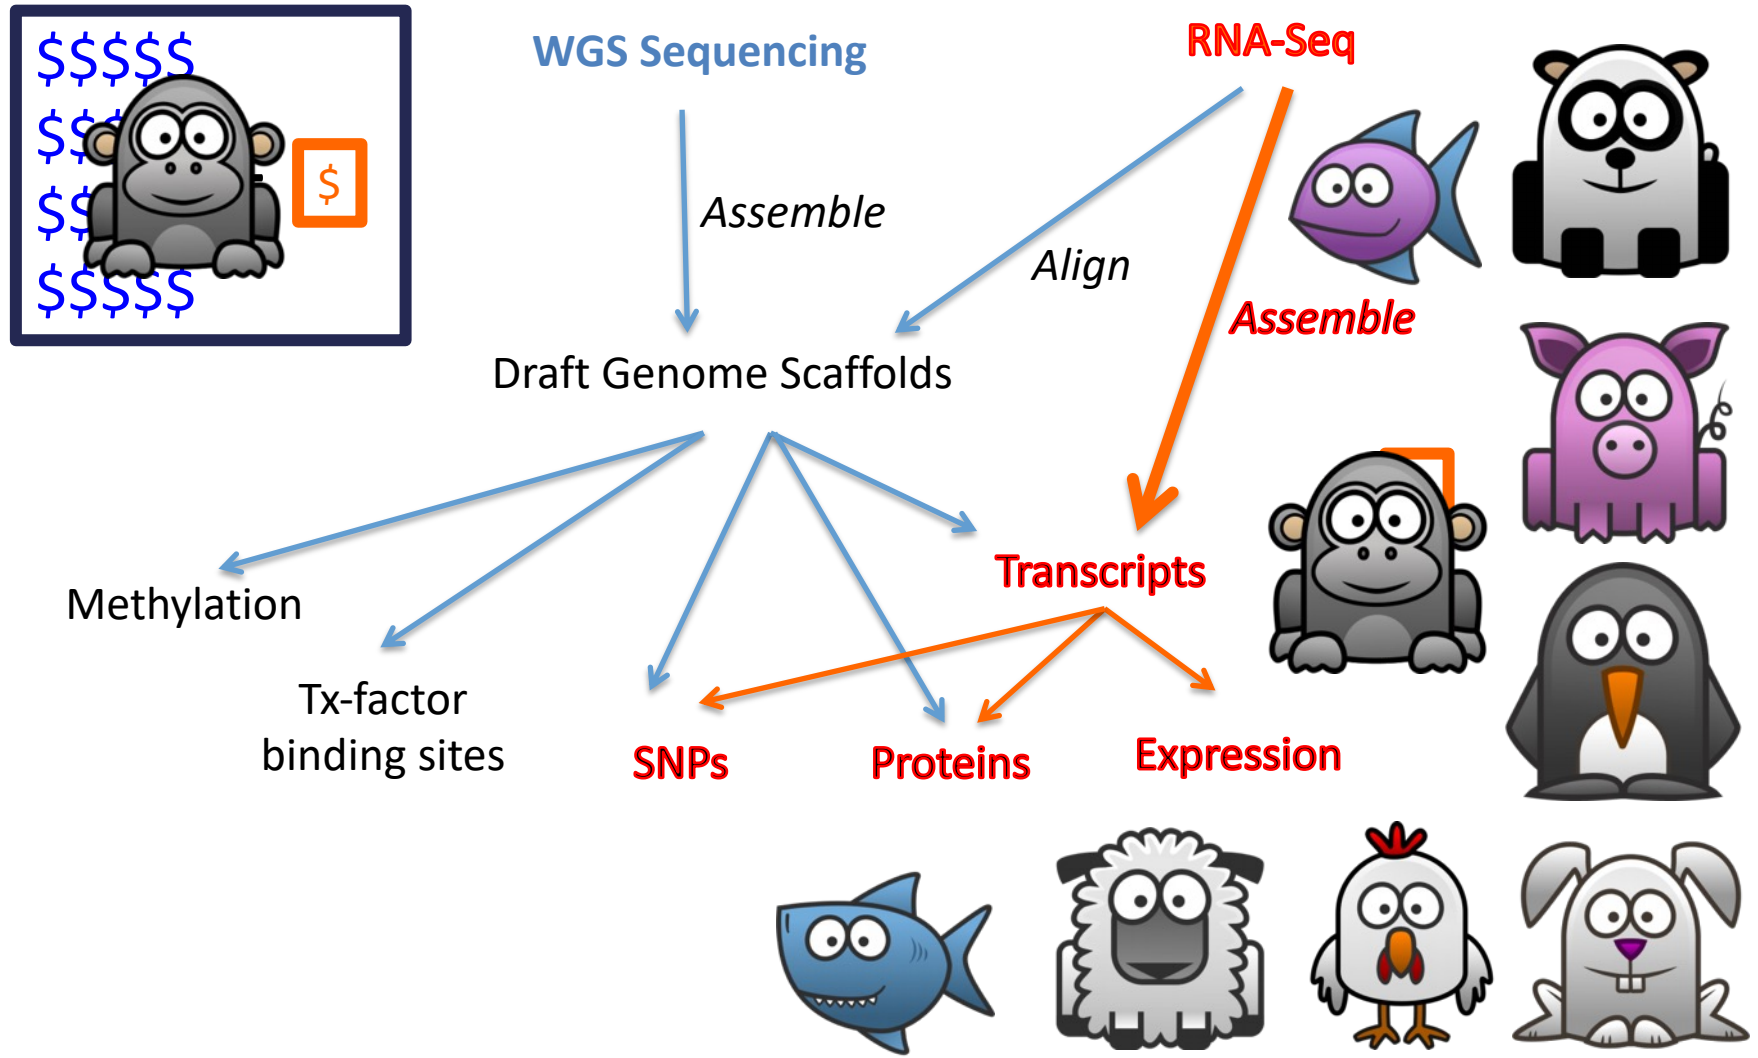 $$$$$
WGS Sequencing
RNA-Seq
$$
$
$$
$$$$$
Assemble
Align
Assemble
Draft Genome Scaffolds
Transcripts
Methylation
Tx-factor
binding sites
SNPs
Proteins
Expression